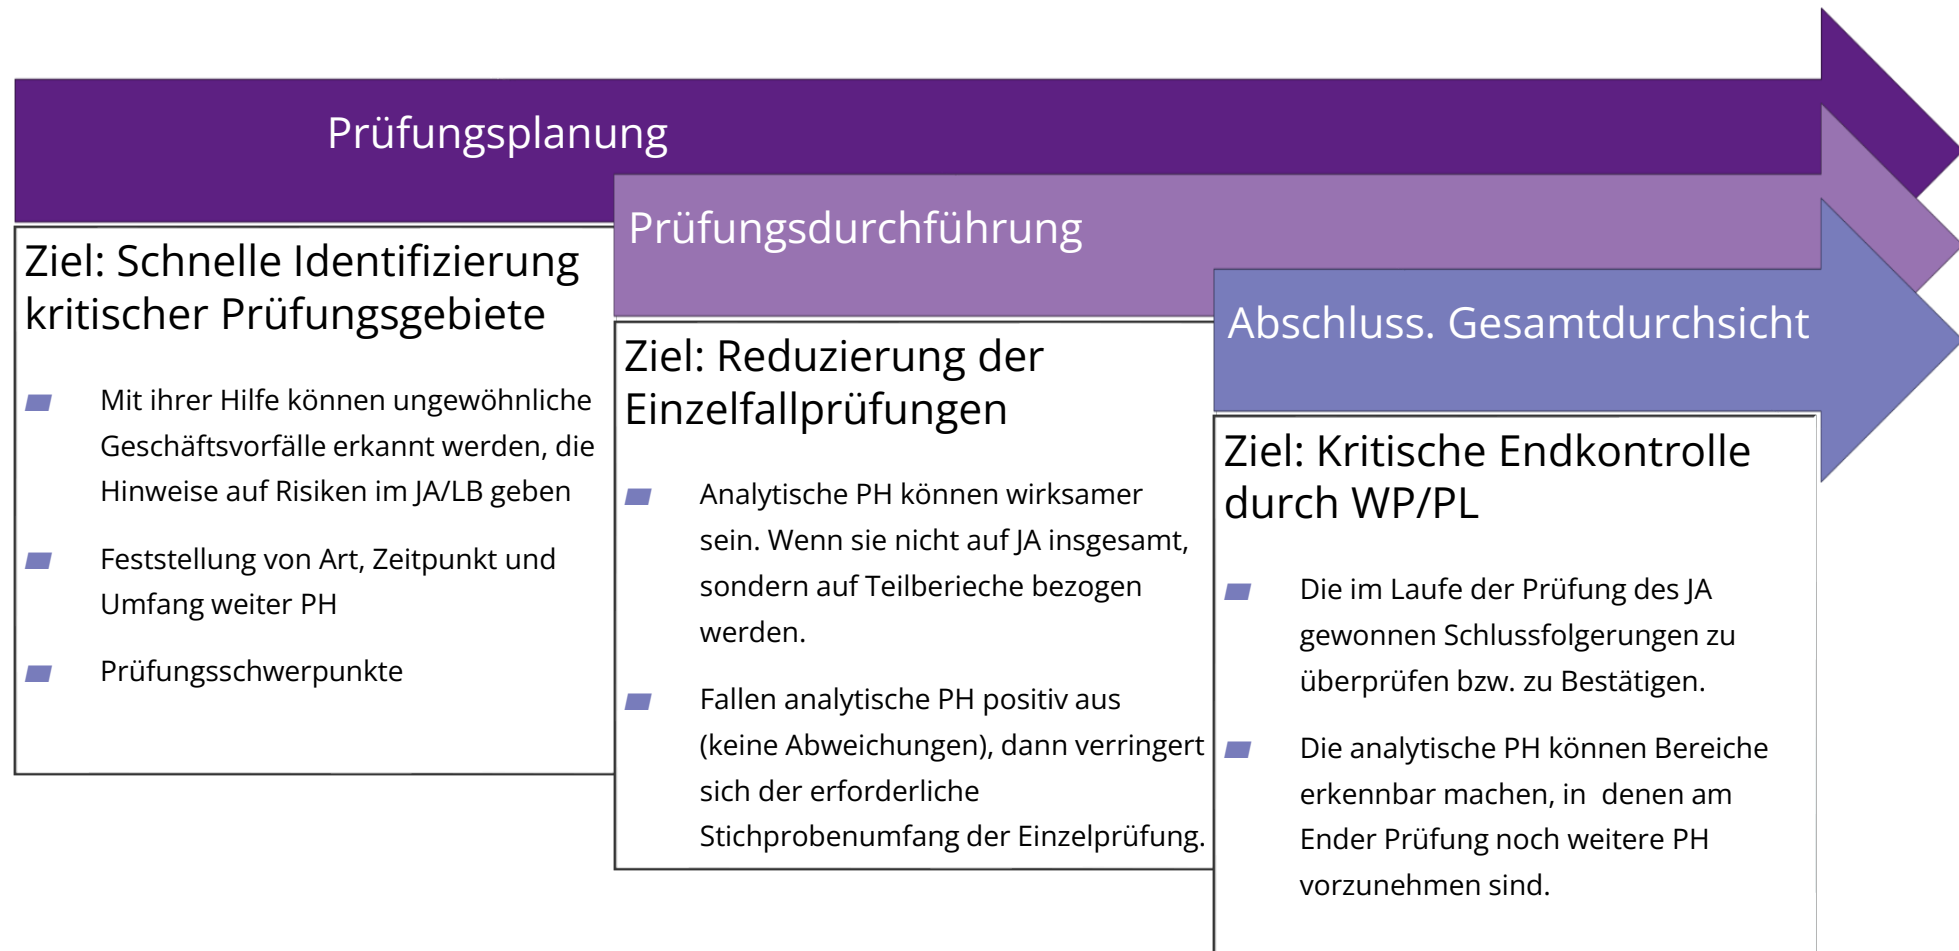 Prüfungsplanung
Ziel: Schnelle Identifizierung
kritischer Prüfungsgebiete
Mit ihrer Hilfe können ungewöhnliche
Geschäftsvorfälle erkannt werden, die
Hinweise auf Risiken im JA/LB geben
Feststellung von Art, Zeitpunkt und
Umfang weiter PH
Prüfungsschwerpunkte
Prüfungsdurchführung
Ziel: Reduzierung der
Einzelfallprüfungen
Analytische PH können wirksamer
sein. Wenn sie nicht auf JA insgesamt,
sondern auf Teilberieche bezogen
werden.
Fallen analytische PH positiv aus
(keine Abweichungen), dann verringert
sich der erforderliche
Stichprobenumfang der Einzelprüfung.
Abschluss. Gesamtdurchsicht
Ziel: Kritische Endkontrolle
durch WP/PL
Die im Laufe der Prüfung des JA
gewonnen Schlussfolgerungen zu
überprüfen bzw. zu Bestätigen.
Die analytische PH können Bereiche
erkennbar machen, in  denen am
Ender Prüfung noch weitere PH
vorzunehmen sind.